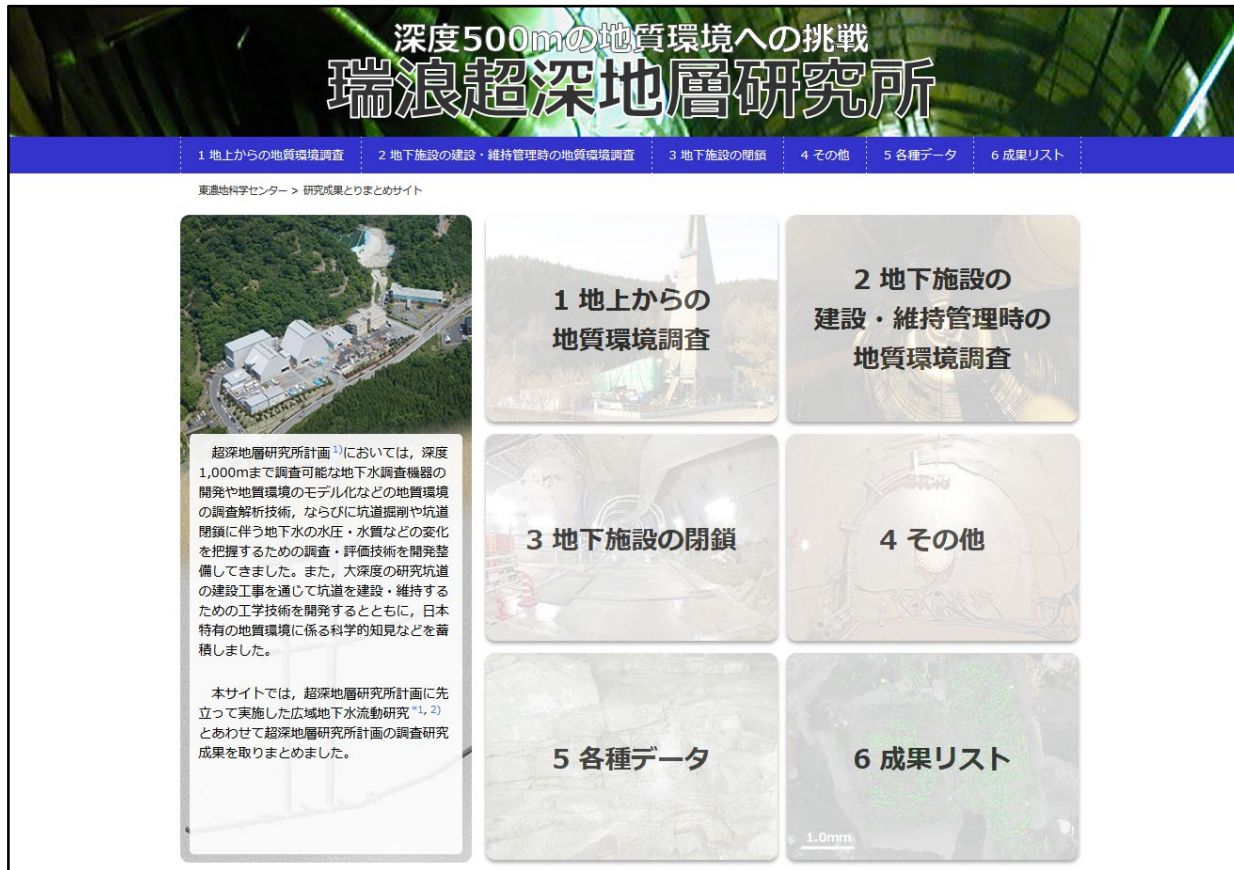 深度500mの地質環境への挑戦
瑞浪超深地層研究所
1 地上からの地質環境調査 2 地下施設の建設・維持管理時の地質環境調査 3 地下施設の閉鎖 4 その他 5 各種データ 6 成果リスト
東濃地科学センター > 研究成果とりまとめサイト
超深地層研究所計画1)においては，深度
1,000mまで調査可能な地下水調査機器の
開発や地質環境のモデル化などの地質環境
の調査解析技術，ならびに坑道掘削や坑道
閉鎖に伴う地下水の水圧・水質などの変化
を把握するための調査・評価技術を開発整
備してきました。また，大深度の研究坑道
の建設工事を通じて坑道を建設・維持する
ための工学技術を開発するとともに，日本
特有の地質環境に係る科学的知見などを蓄
積しました。
本サイトでは，超深地層研究所計画に先
立って実施した広域地下水流動研究*1, 2)
とあわせて超深地層研究所計画の調査研究
成果を取りまとめました。
1 地上からの
地質環境調査
2 地下施設の
建設・維持管理時の
地質環境調査
3 地下施設の閉鎖
4 その他
5 各種データ
6 成果リスト
1.0mm